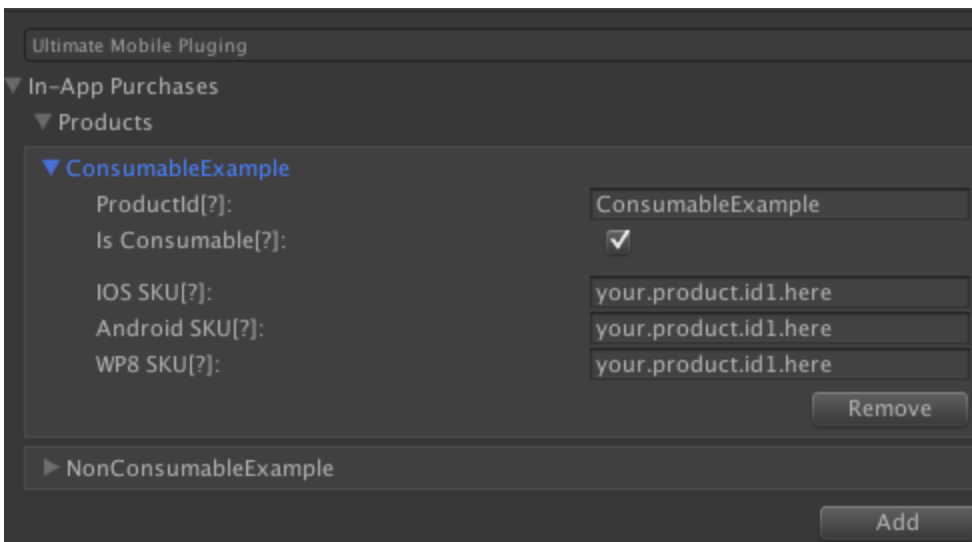 Ultimate Mobile Pluging
In-App Purchases
Products
ConsumableExample
ProductId[?]: ConsumableExample
Is Consumable[?]:
IOS SKU[?]: your.product.id1.here
Android SKU[?]: your.product.id1.here
WP8 SKU[?]: your.product.id1.here
Remove
NonConsumableExample
Add